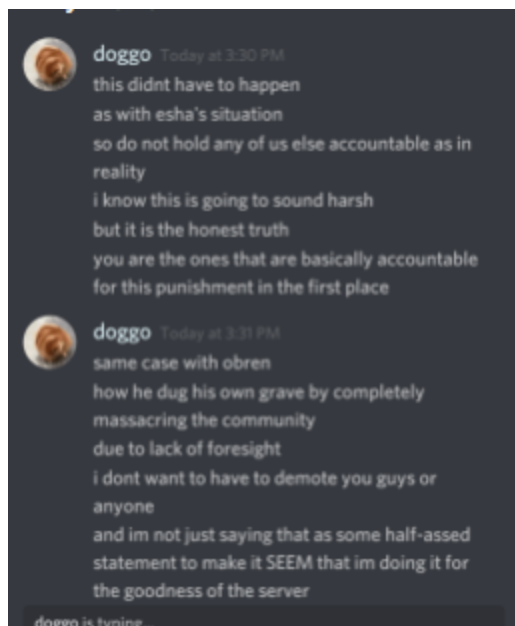 doggo Today at 3:30 PM
this didnt have to happen
as with esha's situation
so do not hold any of us else accountable as in
reality
i know this is going to sound harsh
but it is the honest truth
you are the ones that are basically accountable
for this punishment in the first place
doggo Today at 3:31 PM
same case with obren
how he dug his own grave by completely
massacring the community
due to lack of foresight
i dont want to have to demote you guys or
anyone
and im not just saying that as some half-assed
statement to make it SEEM that im doing it for
the goodness of the server
doggo is typing